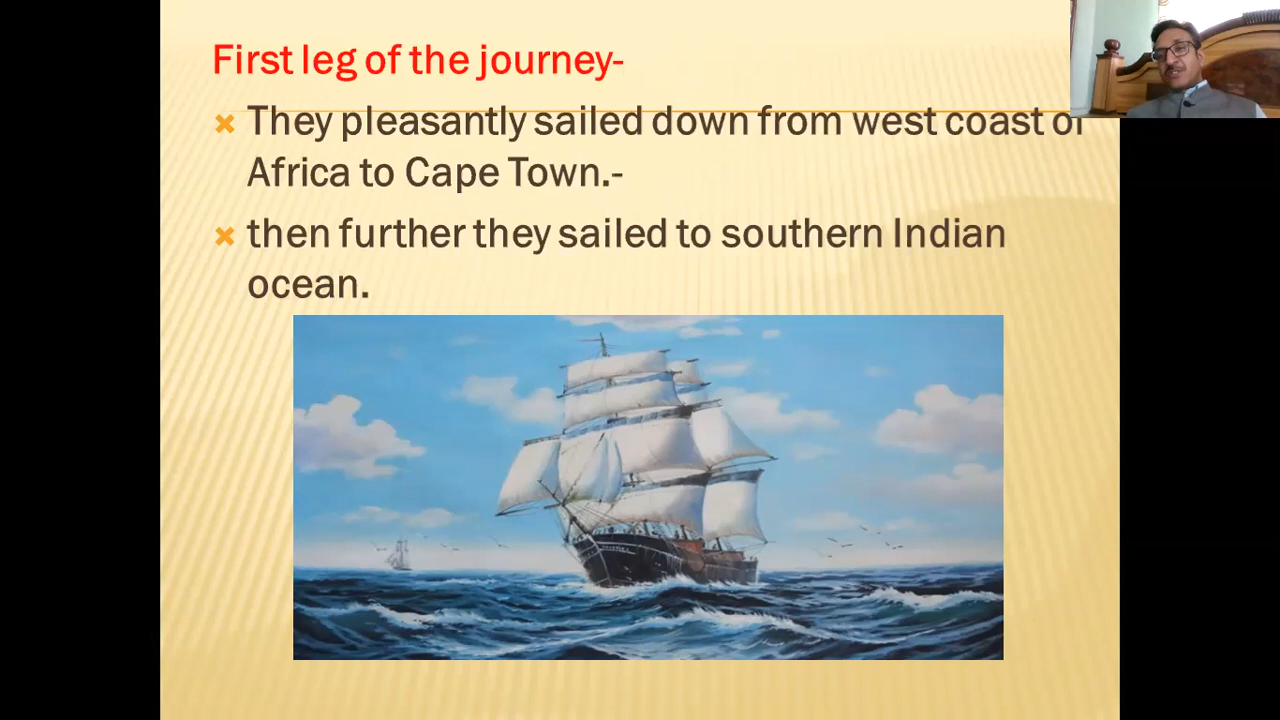 First leg of the journey-
They pleasantly sailed down from west coast of
Africa to Cape Town.-
then further they sailed to southern Indian
ocean.